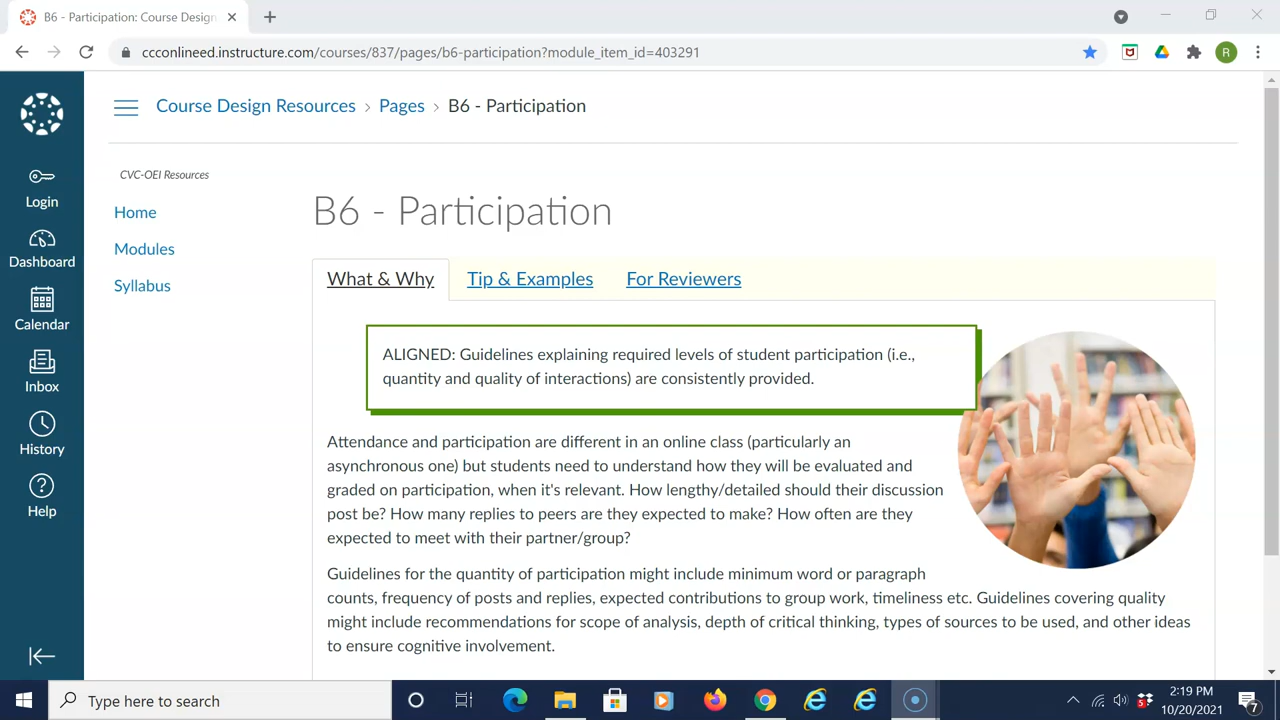 B6 - Participation: Course Design
ccconlineed.instructure.com/courses/837/pages/b6-participation?module_item_id=403291
R
Course Design Resources > Pages > B6 - Participation
CVC-OEI Resources
Login
Dashboard
Calendar
Inbox
History
Help
Home
Modules
Syllabus
B6 - Participation
What & Why Tip & Examples For Reviewers
ALIGNED: Guidelines explaining required levels of student participation (i.e.,
quantity and quality of interactions) are consistently provided.
Attendance and participation are different in an online class (particularly an
asynchronous one) but students need to understand how they will be evaluated and
graded on participation, when it's relevant. How lengthy/detailed should their discussion
post be? How many replies to peers are they expected to make? How often are they
expected to meet with their partner/group?
Guidelines for the quantity of participation might include minimum word or paragraph
counts, frequency of posts and replies, expected contributions to group work, timeliness etc. Guidelines covering quality
might include recommendations for scope of analysis, depth of critical thinking, types of sources to be used, and other ideas
to ensure cognitive involvement.
Type here to search
2:19 PM
10/20/2021
7